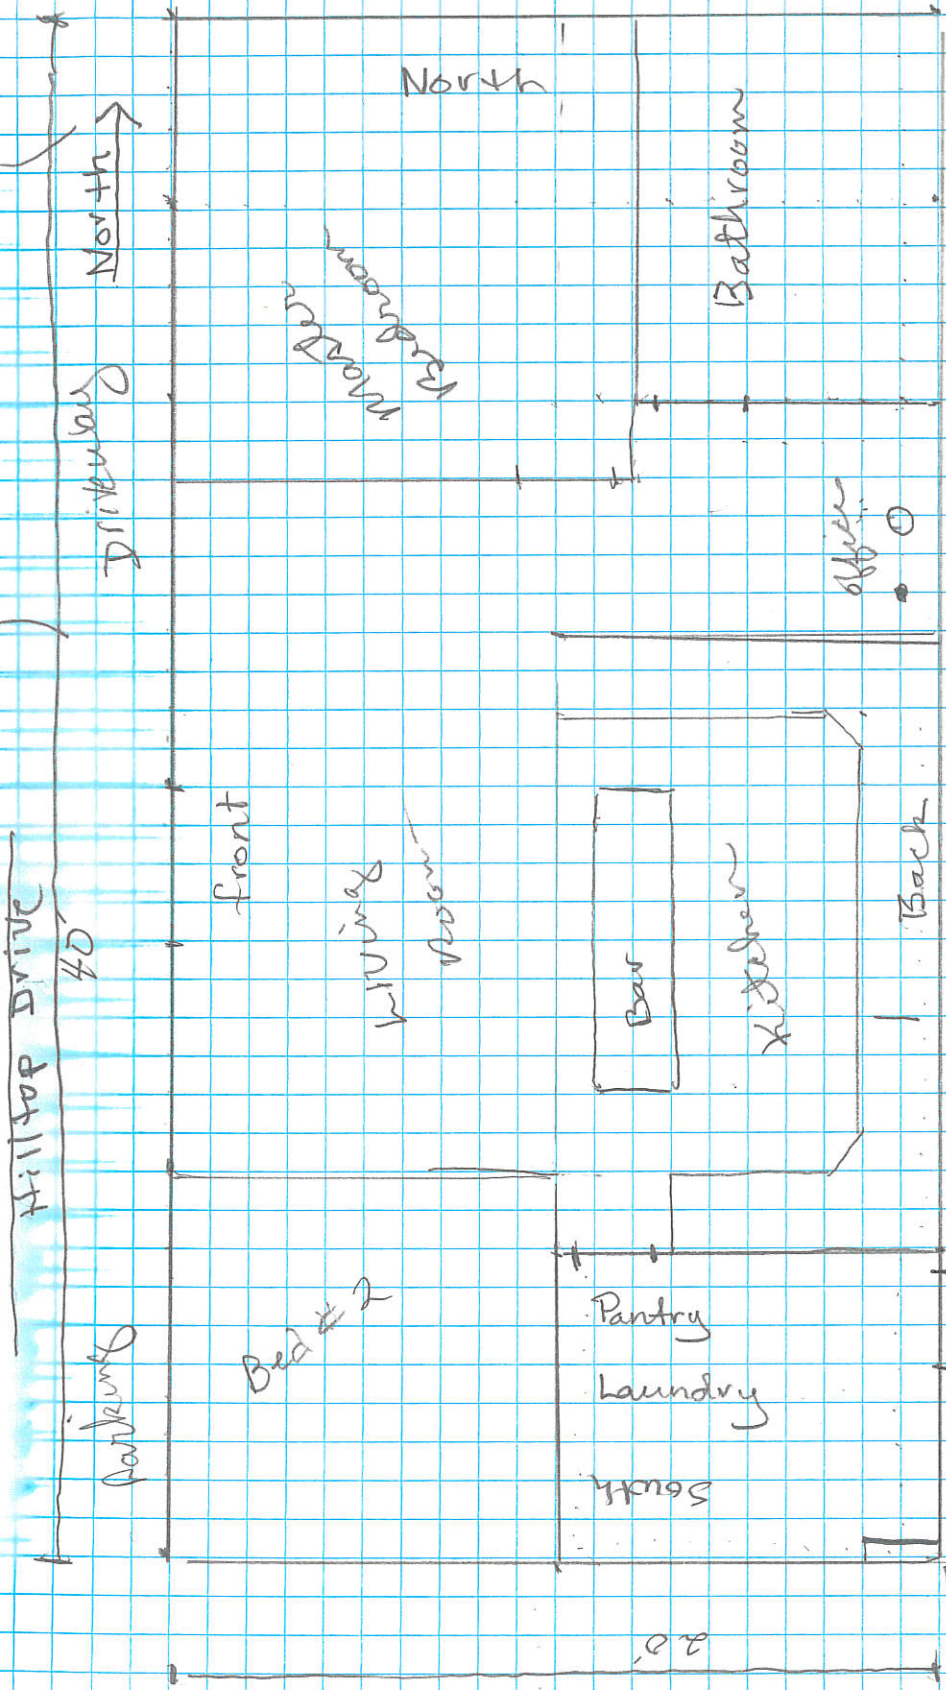 Hilltop Drive
40'
parking
Driveway
North
front
North
Master
Bedroom
Living
Room
Bed # 2
Bar
Kitchen
Bathroom
office
Back
Pantry
Laundry
South
20'